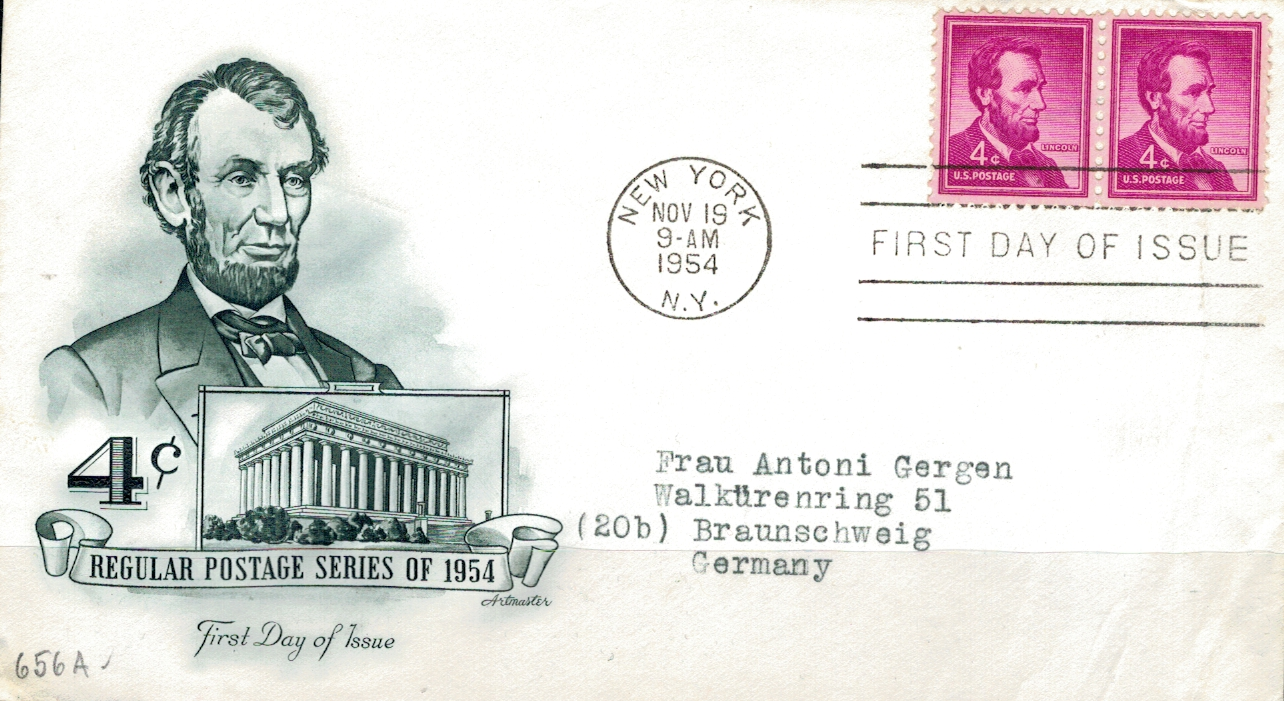 LINCOLN
4¢
U.S.POSTAGE
LINCOLN
4¢
U.S.POSTAGE
NEW YORK
NOV 19
9-AM
1954
N.Y.
FIRST DAY OF ISSUE
4¢
REGULAR POSTAGE SERIES OF 1954
Artmaster
First Day of Issue
656A
Frau Antoni Gergen
Walkürenring 51
(20b) Braunschweig
Germany